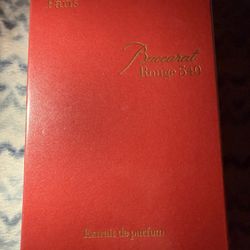 Paris
Baccarat
Rouge 540
Extrait de parfum